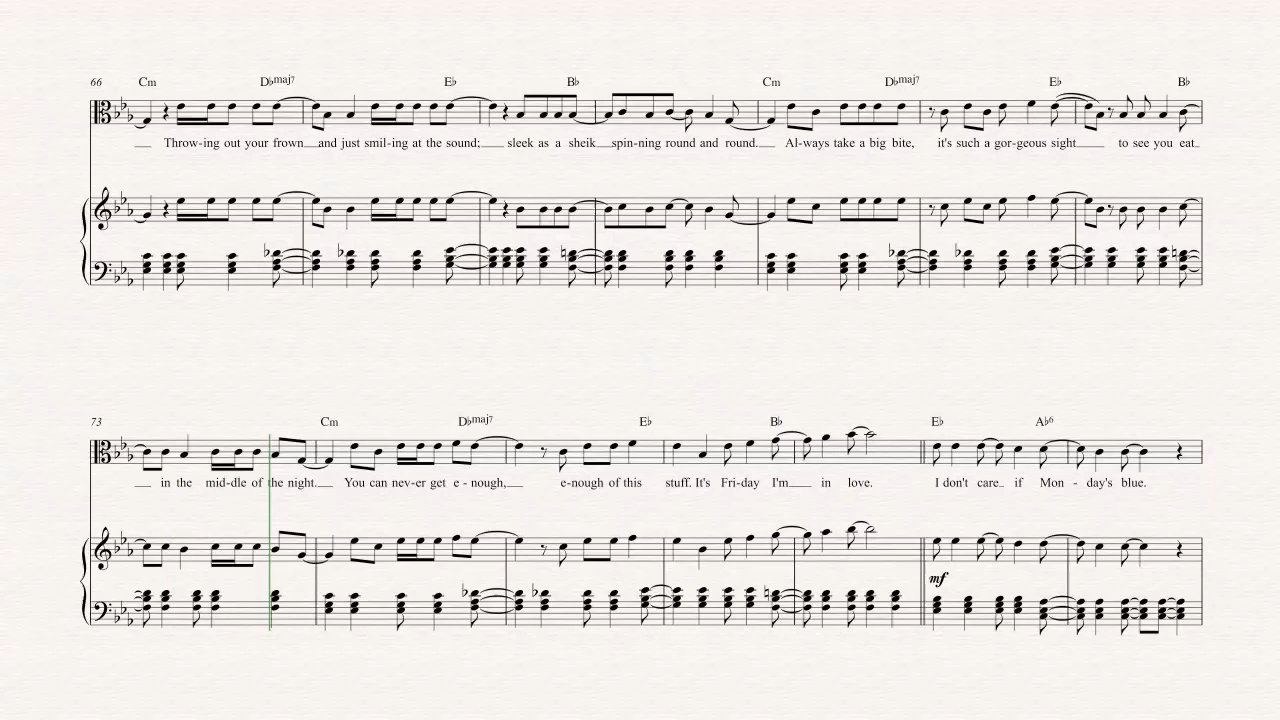 66 Cm D♭maj7 E♭ B♭ Cm D♭maj7 E♭ B♭
Throw-ing out your frown and just smil-ing at the sound; sleek as a sheik spin-ning round and round. Al-ways take a big bite, it's such a gor-geous sight to see you eat
73 Cm D♭maj7 E♭ B♭ E♭ A♭6
in the mid-dle of the night. You can nev-er get e - nough, e-nough of this stuff. It's Fri-day I'm in love. I don't care if Mon - day's blue.
mf